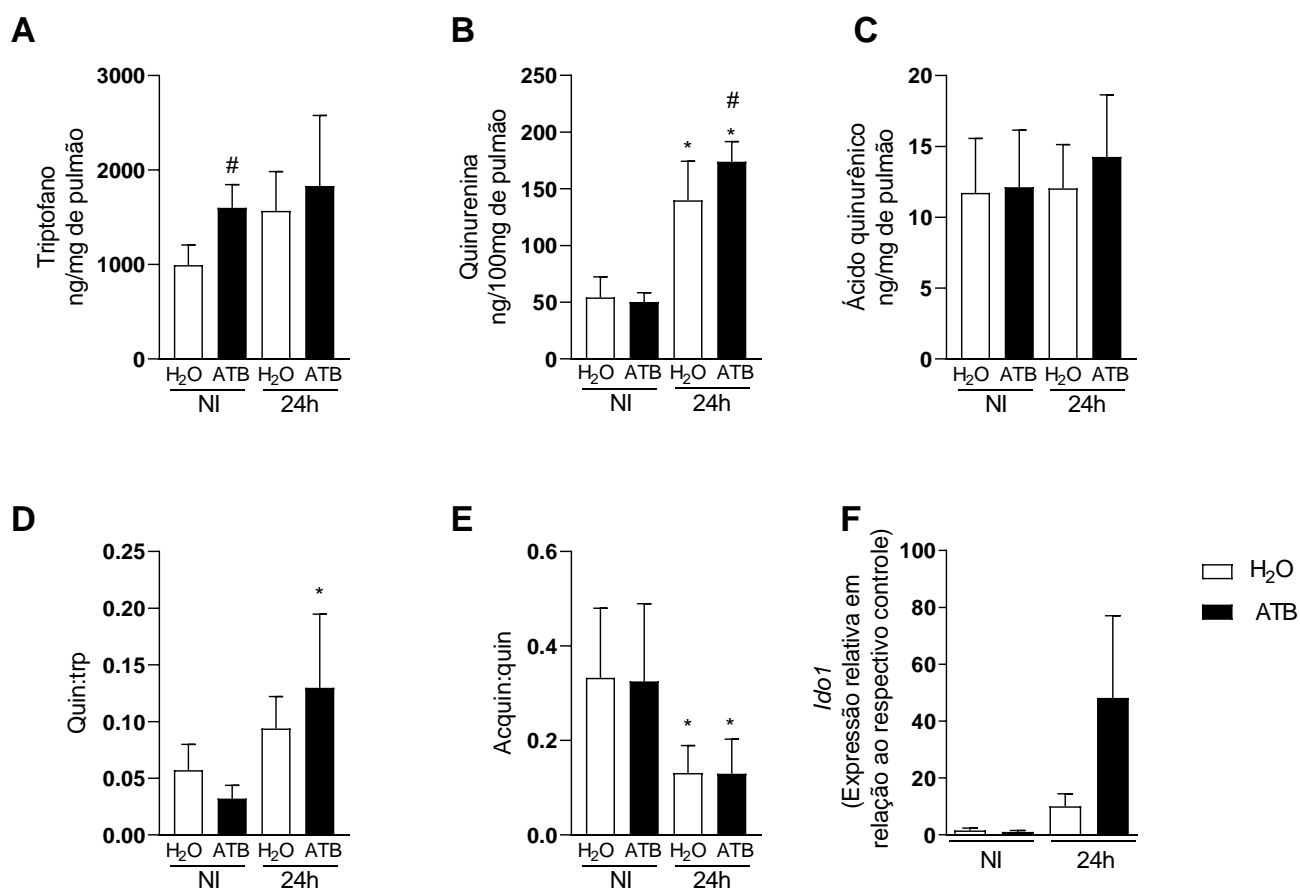 A
Triptofano
ng/mg de pulmão
3000
2000
1000
0
#
H₂O ATB H₂O ATB
NI 24h
B
Quinurenina
ng/100mg de pulmão
250
200
150
100
50
0
*
#
*
H₂O ATB H₂O ATB
NI 24h
C
Ácido quinurênico
ng/mg de pulmão
20
15
10
5
0
H₂O ATB H₂O ATB
NI 24h
D
Quin:trp
0.25
0.20
0.15
0.10
0.05
0.00
*
H₂O ATB H₂O ATB
NI 24h
E
Acquin:quin
0.6
0.4
0.2
0.0
* *
H₂O ATB H₂O ATB
NI 24h
F
Ido1
(Expressão relativa em
relação ao respectivo controle)
100
80
60
40
20
0
NI 24h
H₂O
ATB